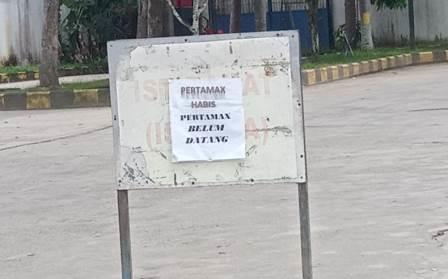 PERTAMAX
HABIS
PERTAMAX
BELUM
DATANG